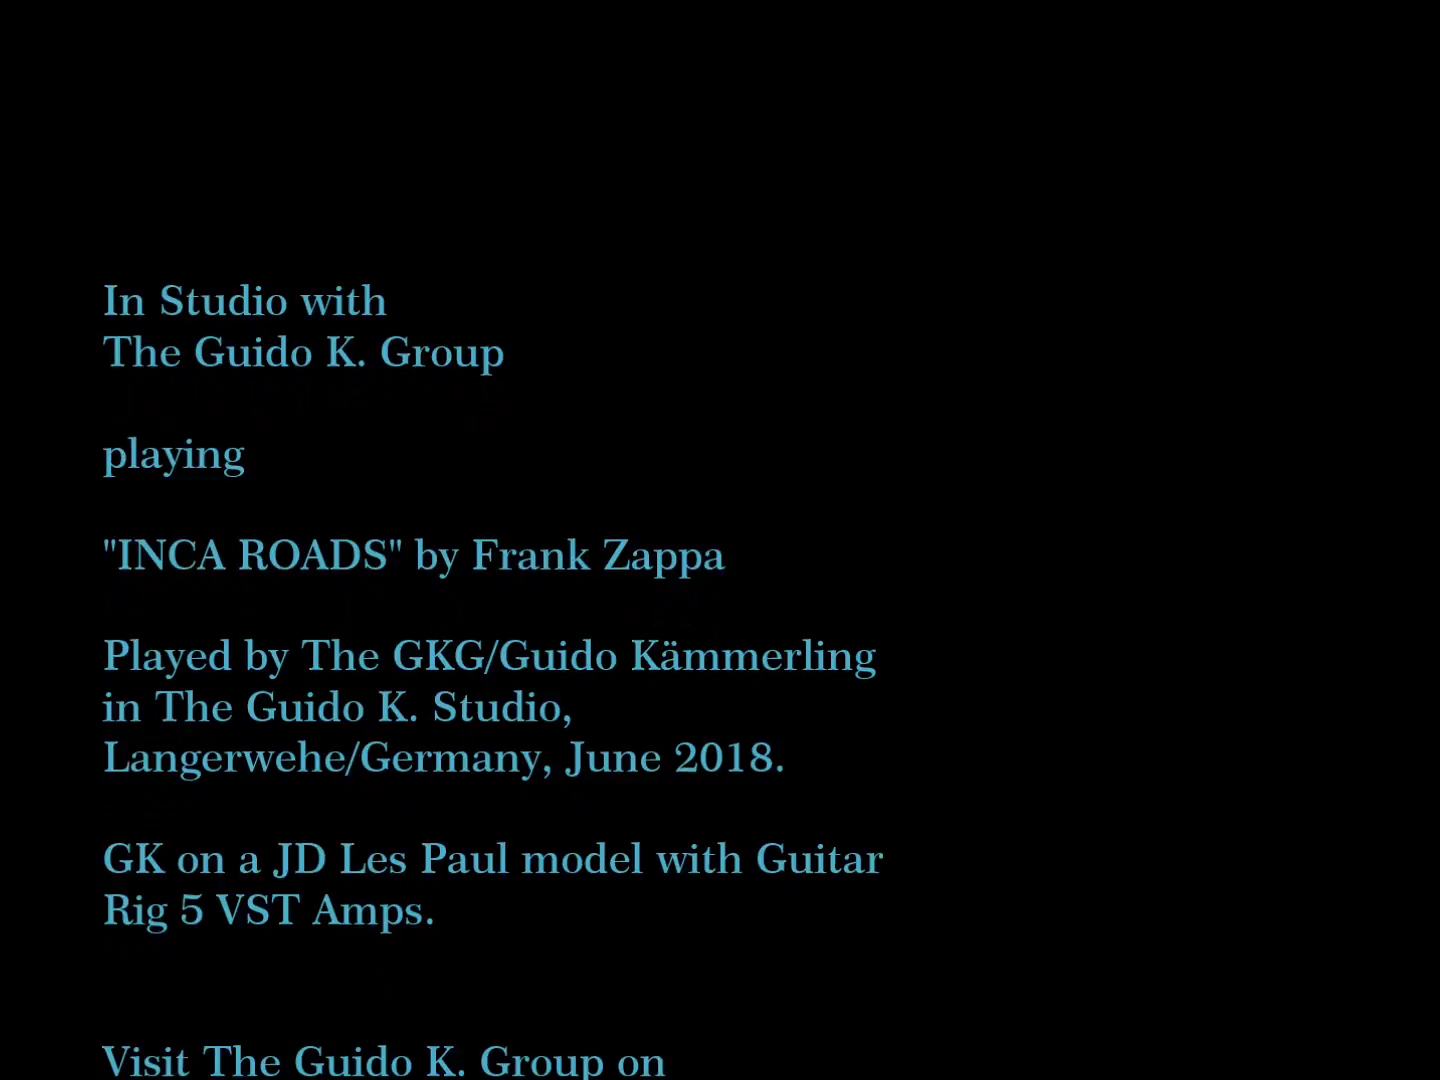 In Studio with
The Guido K. Group
playing
"INCA ROADS" by Frank Zappa
Played by The GKG/Guido Kämmerling
in The Guido K. Studio,
Langerwehe/Germany, June 2018.
GK on a JD Les Paul model with Guitar
Rig 5 VST Amps.
Visit The Guido K. Group on